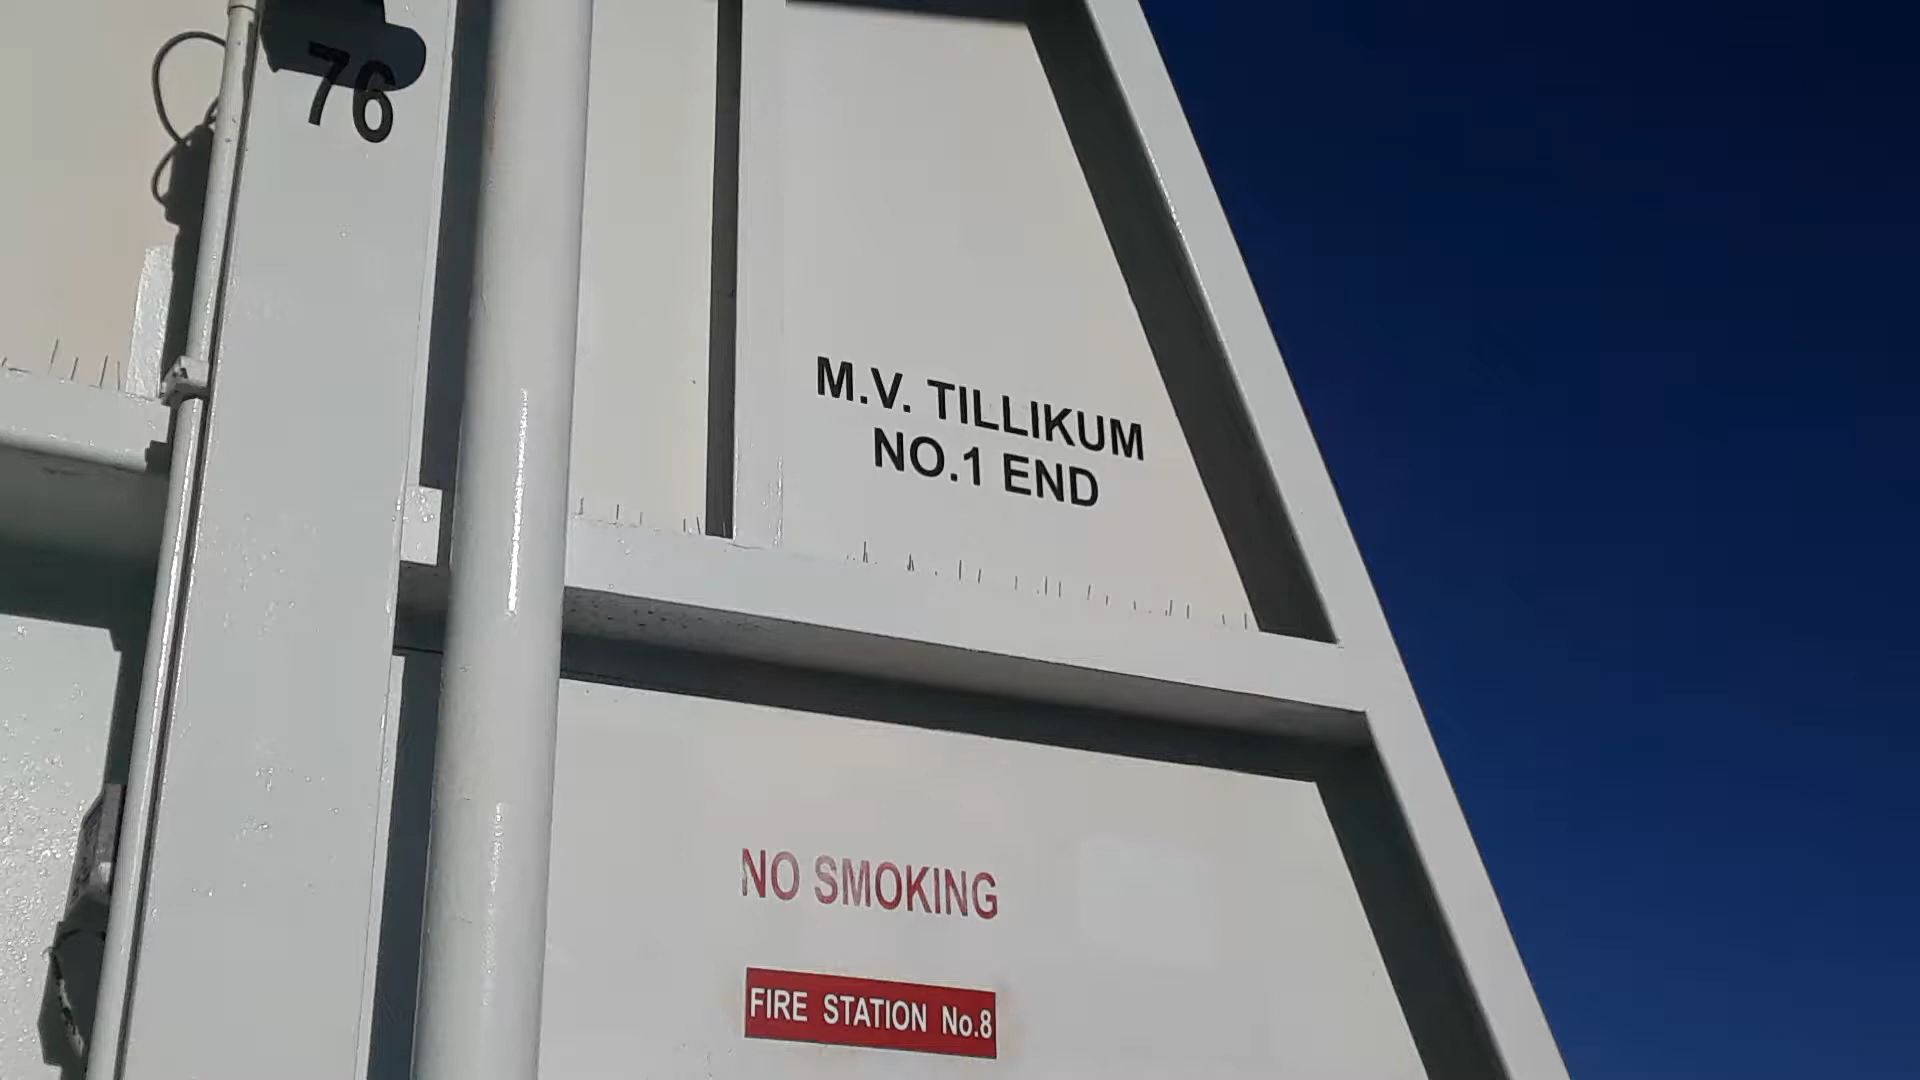 76
M.V. TILLIKUM
NO.1 END
NO SMOKING
FIRE STATION No.8